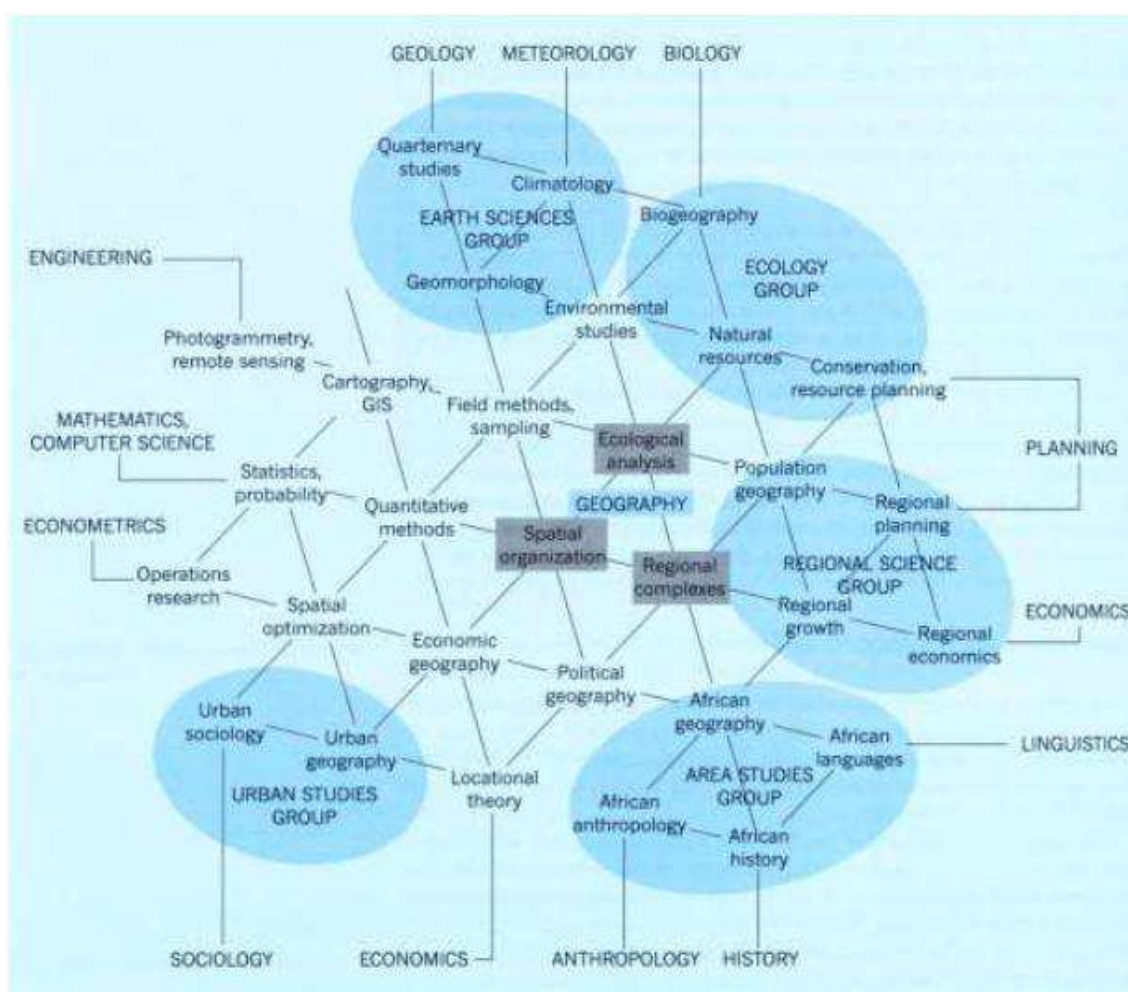 GEOLOGY
METEOROLOGY
BIOLOGY
Quarternary
studies
Climatology
EARTH SCIENCES
GROUP
Biogeography
ENGINEERING
ECOLOGY
GROUP
Geomorphology
Environmental
studies
Photogrammetry,
remote sensing
Natural
resources
Cartography,
GIS
Conservation,
resource planning
Field methods,
sampling
MATHEMATICS,
COMPUTER SCIENCE
Ecological
analysis
PLANNING
Statistics,
probability
Population
geography
Quantitative
methods
GEOGRAPHY
Regional
planning
ECONOMETRICS
Spatial
organization
Regional
complexes
REGIONAL SCIENCE
GROUP
Operations
research
Spatial
optimization
Regional
growth
ECONOMICS
Economic
geography
Regional
economics
Political
geography
Urban
sociology
African
geography
Urban
geography
African
languages
LINGUISTICS
Locational
theory
AREA STUDIES
GROUP
URBAN STUDIES
GROUP
African
anthropology
African
history
SOCIOLOGY
ECONOMICS
ANTHROPOLOGY
HISTORY